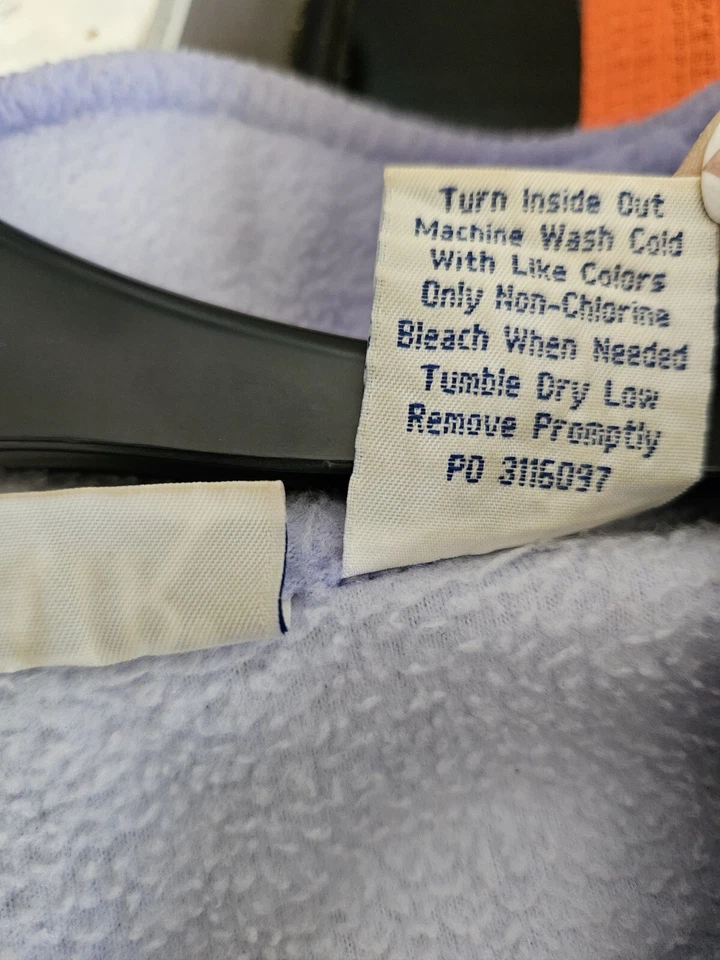 Turn Inside Out
Machine Wash Cold
With Like Colors
Only Non-Chlorine
Bleach When Needed
Tumble Dry Low
Remove Promptly
PO 3116097